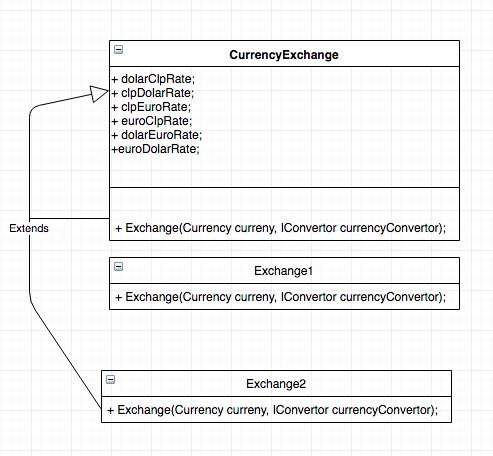 CurrencyExchange
+ dolarClpRate;
+ clpDolarRate;
+ clpEuroRate;
+ euroClpRate;
+ dolarEuroRate;
+euroDolarRate;
+ Exchange(Currency curreny, IConvertor currencyConvertor);
Extends
Exchange1
+ Exchange(Currency curreny, IConvertor currencyConvertor);
Exchange2
+ Exchange(Currency curreny, IConvertor currencyConvertor);